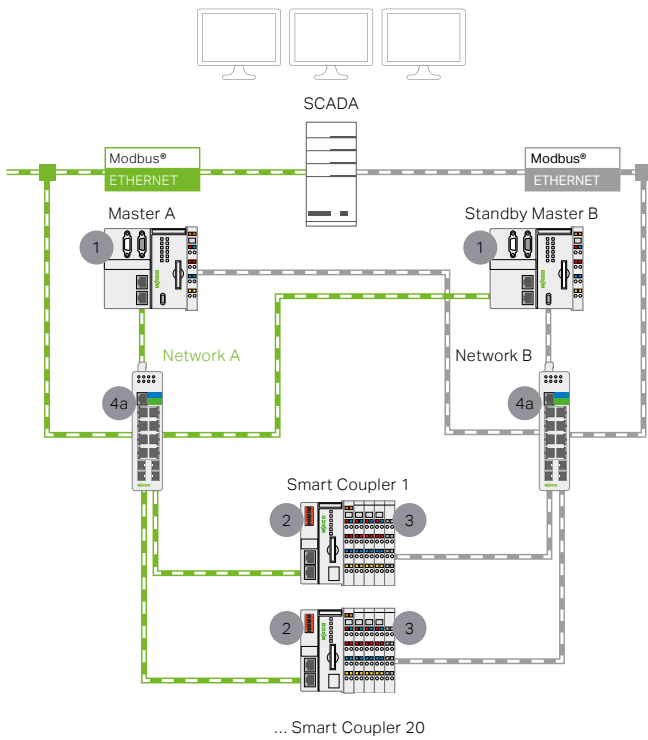 SCADA
Modbus®
ETHERNET
Modbus®
ETHERNET
Master A
Standby Master B
1
1
Network A
Network B
4a
4a
Smart Coupler 1
2
3
2
3
... Smart Coupler 20